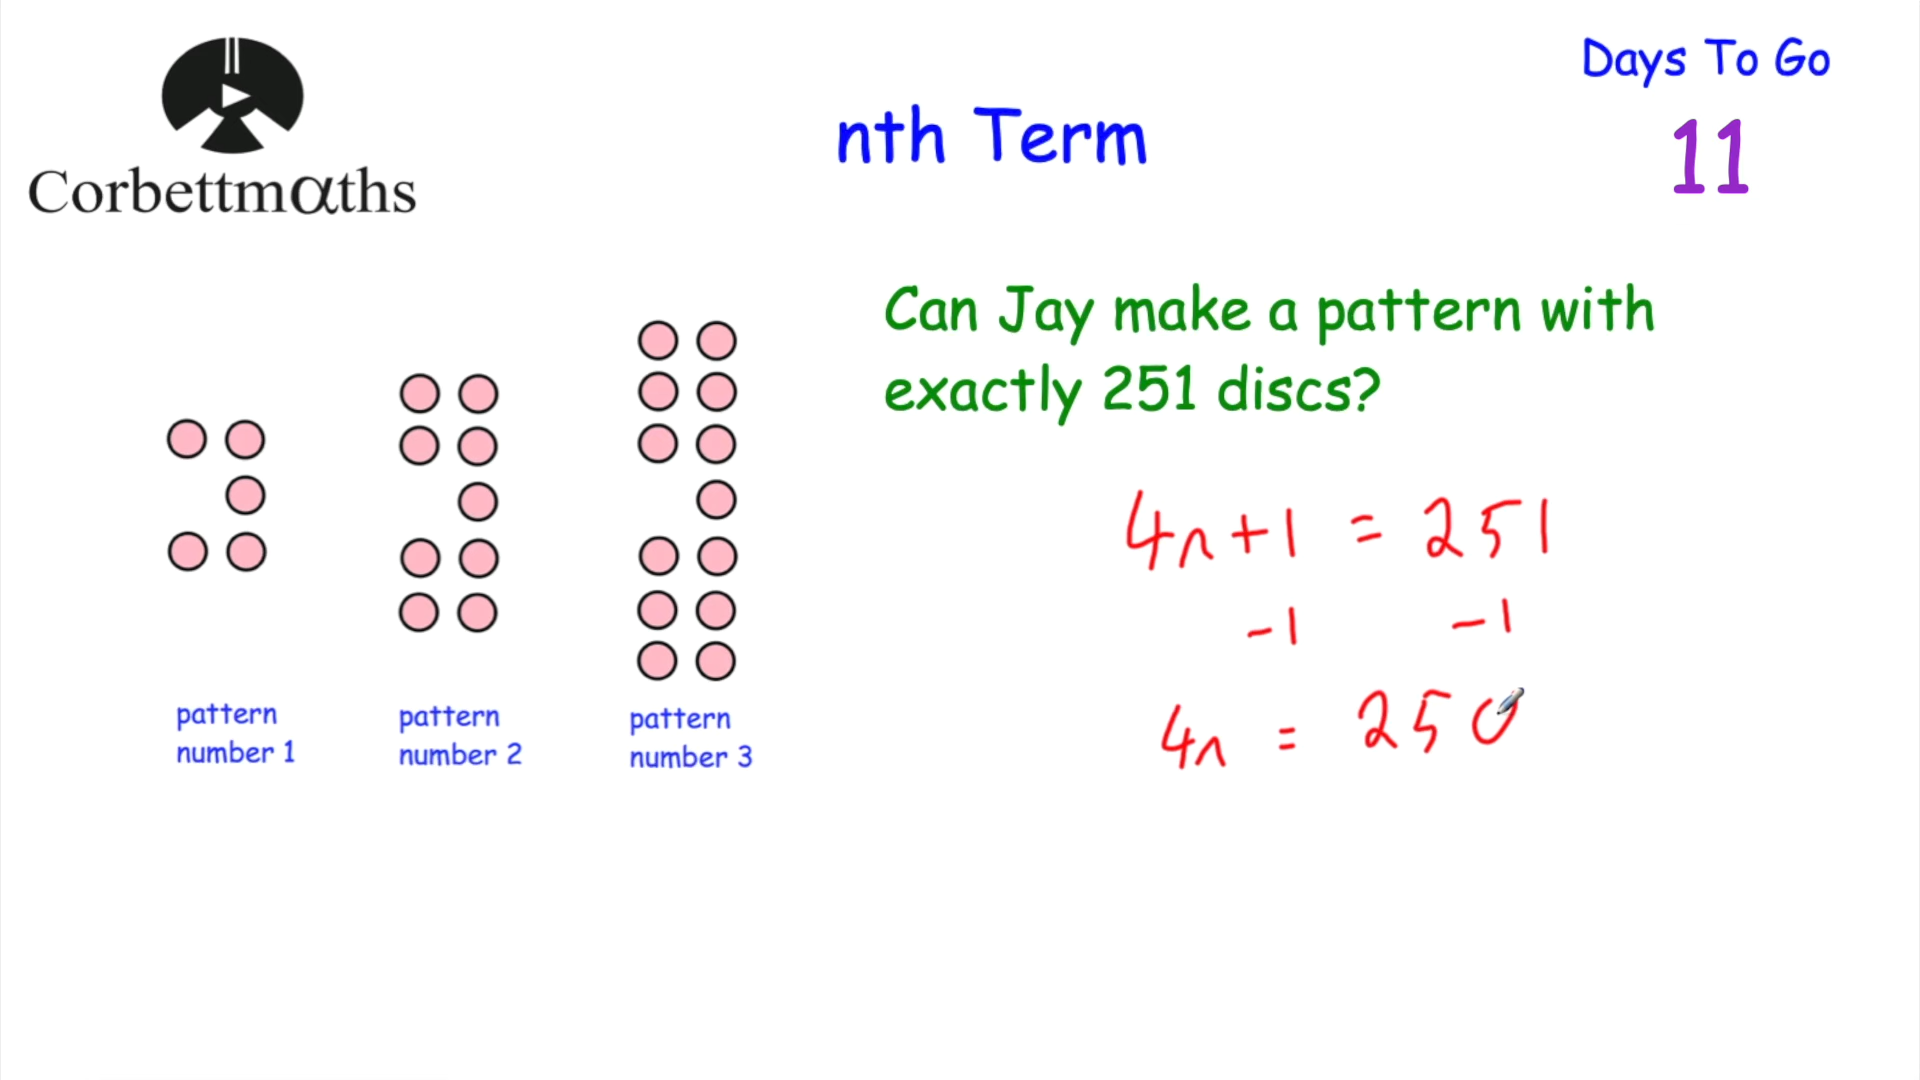 Corbettmαths
nth Term
Days To Go
11
Can Jay make a pattern with
exactly 251 discs?
4n+1 = 251
-1 -1
4n = 250
pattern
number 1
pattern
number 2
pattern
number 3